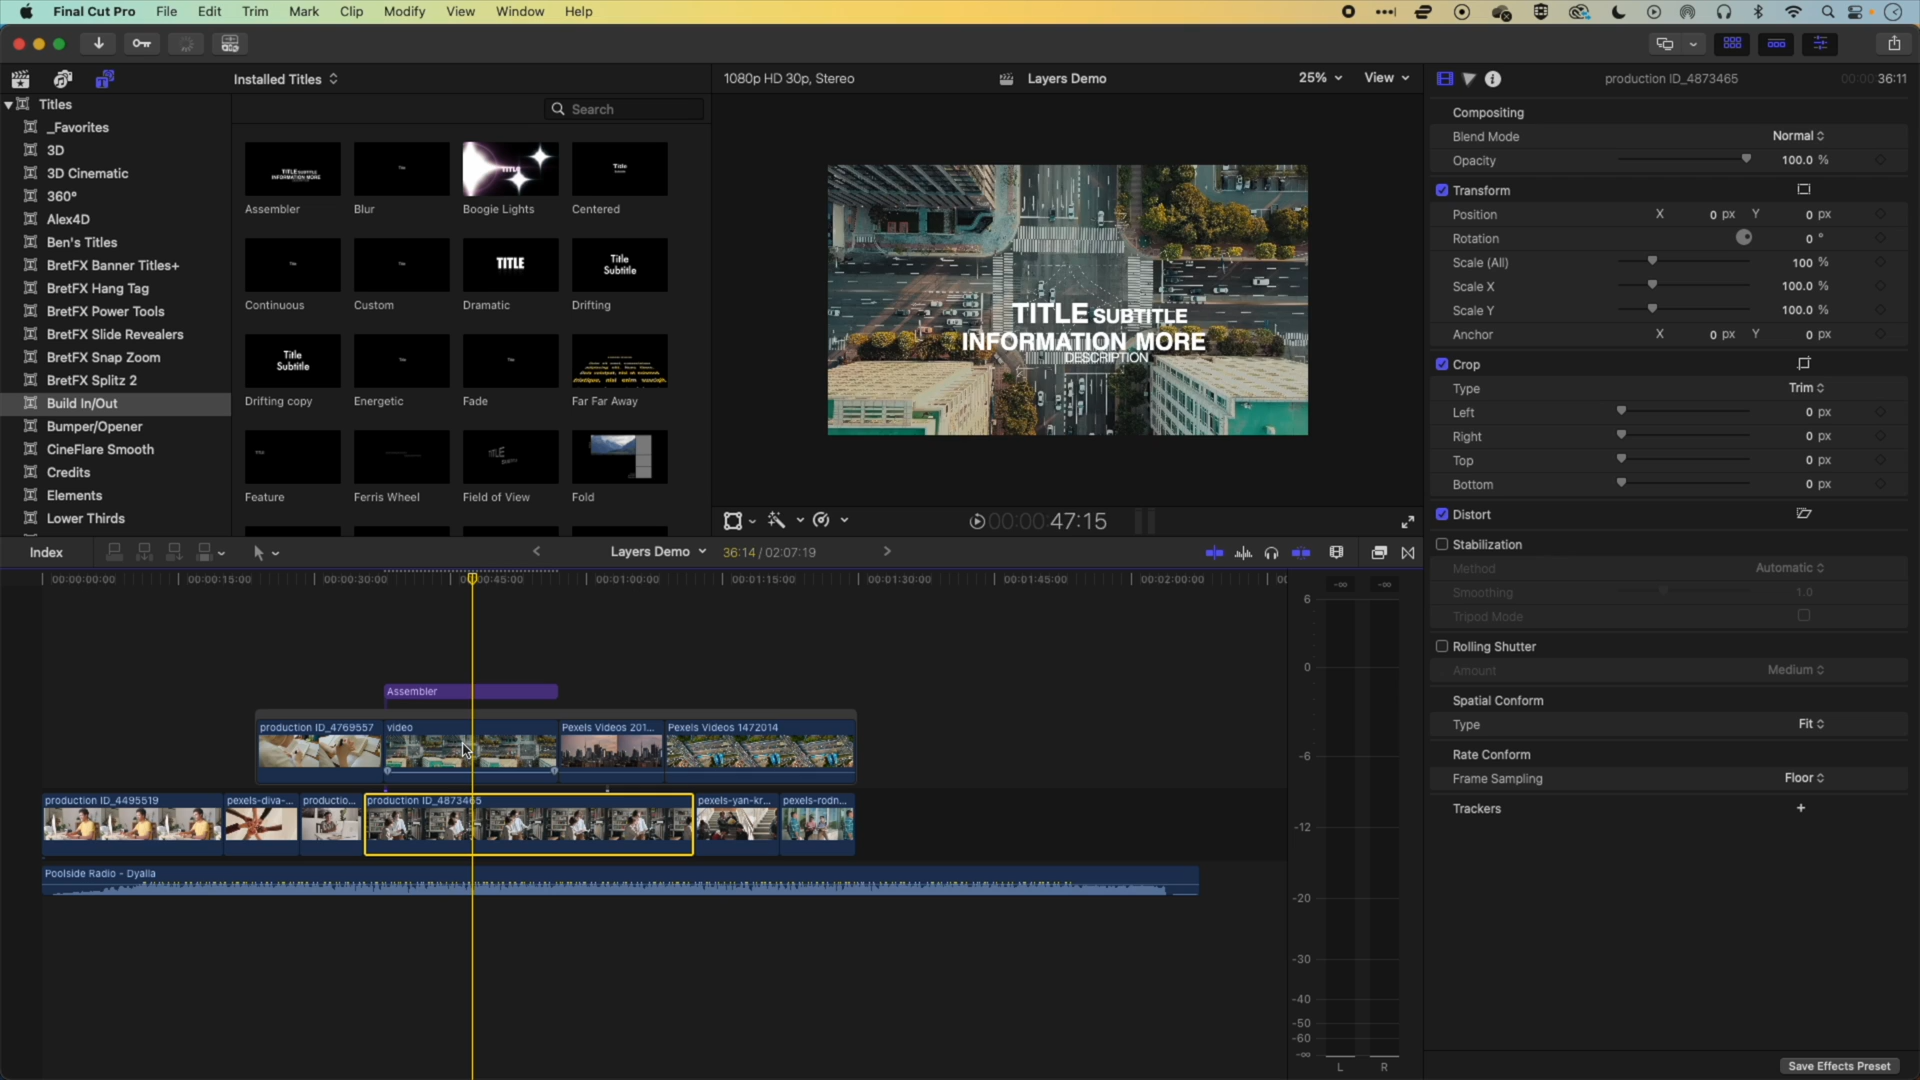 Final Cut Pro File Edit Trim Mark Clip Modify View Window Help
Installed Titles
1080p HD 30p, Stereo
Layers Demo
25%
View
production ID_4873465
00:00:36:11
Titles
_Favorites
3D
3D Cinematic
360°
Alex4D
Ben's Titles
BretFX Banner Titles+
BretFX Hang Tag
BretFX Power Tools
BretFX Slide Revealers
BretFX Snap Zoom
BretFX Splitz 2
Build In/Out
Bumper/Opener
CineFlare Smooth
Credits
Elements
Lower Thirds
Search
Assembler
Blur
Boogie Lights
Centered
Continuous
Custom
Dramatic
Drifting
Drifting copy
Energetic
Fade
Far Far Away
Feature
Ferris Wheel
Field of View
Fold
TITLE
Title
Subtitle
Title
Subtitle
TITLE SUBTITLE
INFORMATION MORE
DESCRIPTION
00:00:47:15
Compositing
Blend Mode Normal
Opacity 100.0 %
Transform
Position X 0 px Y 0 px
Rotation 0 °
Scale (All) 100 %
Scale X 100.0 %
Scale Y 100.0 %
Anchor X 0 px Y 0 px
Crop
Type Trim
Left 0 px
Right 0 px
Top 0 px
Bottom 0 px
Distort
Stabilization
Method Automatic
Smoothing 1.0
Tripod Mode
Rolling Shutter
Amount Medium
Spatial Conform
Type Fit
Rate Conform
Frame Sampling Floor
Trackers +
Save Effects Preset
Index
Layers Demo
36:14 / 02:07:19
00:00:00:00 00:00:15:00 00:00:30:00 00:00:45:00 00:01:00:00 00:01:15:00 00:01:30:00 00:01:45:00 00:02:00:00
Assembler
production ID_4769557
video
Pexels Videos 201...
Pexels Videos 1472014
production ID_4495519
pexels-diva-...
productio...
production ID_4873465
pexels-yan-kr...
pexels-rodn...
Poolside Radio - Dyalla
-∞ -∞
6
0
-6
-12
-20
-30
-40
-50
-60
-∞
L R